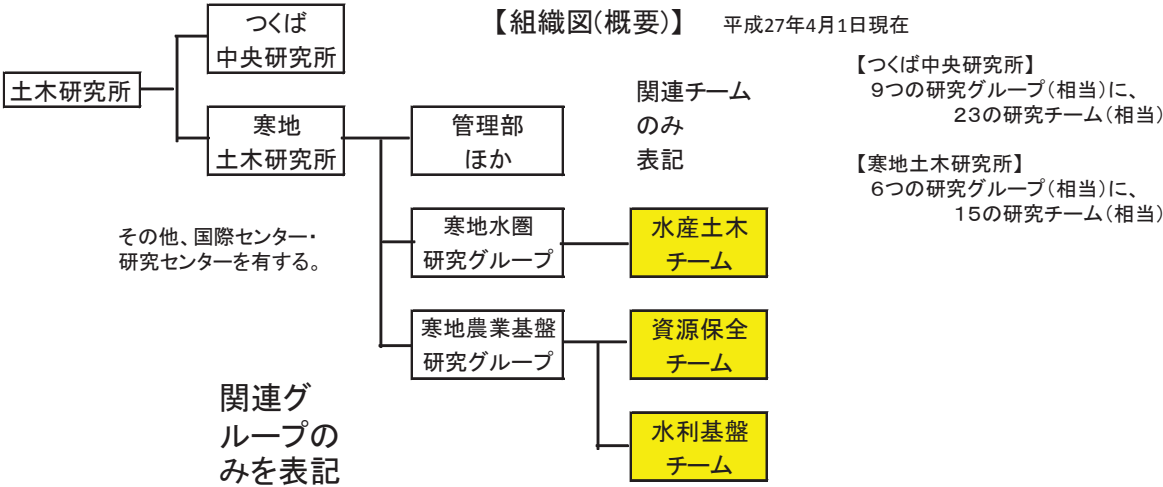 【組織図(概要)】 平成27年4月1日現在
土木研究所
つくば
中央研究所
寒地
土木研究所
管理部
ほか
寒地水圏
研究グループ
寒地農業基盤
研究グループ
関連チーム
のみ
表記
水産土木
チーム
資源保全
チーム
水利基盤
チーム
【つくば中央研究所】
9つの研究グループ(相当)に、
23の研究チーム(相当)
【寒地土木研究所】
6つの研究グループ(相当)に、
15の研究チーム(相当)
その他、国際センター・
研究センターを有する。
関連グ
ループの
みを表記